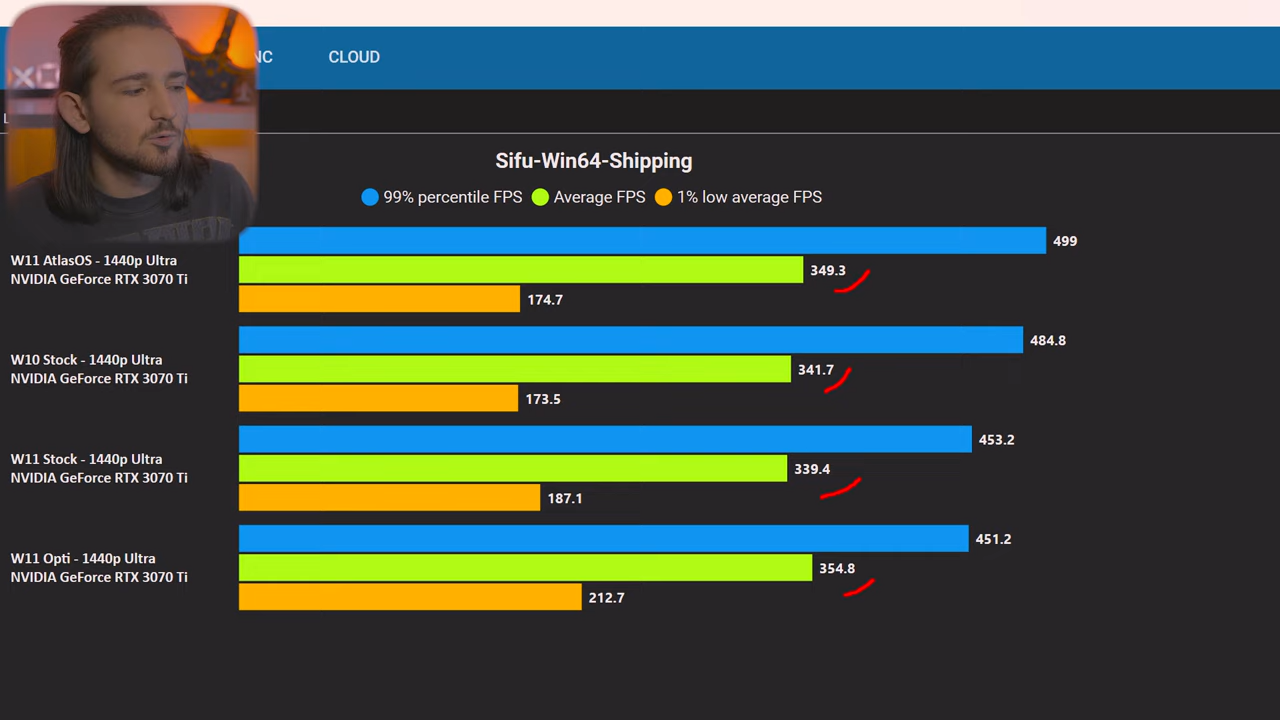 NC
CLOUD
L
Sifu-Win64-Shipping
99% percentile FPS
Average FPS
1% low average FPS
W11 AtlasOS - 1440p Ultra
NVIDIA GeForce RTX 3070 Ti
499
349.3
174.7
W10 Stock - 1440p Ultra
NVIDIA GeForce RTX 3070 Ti
484.8
341.7
173.5
W11 Stock - 1440p Ultra
NVIDIA GeForce RTX 3070 Ti
453.2
339.4
187.1
W11 Opti - 1440p Ultra
NVIDIA GeForce RTX 3070 Ti
451.2
354.8
212.7